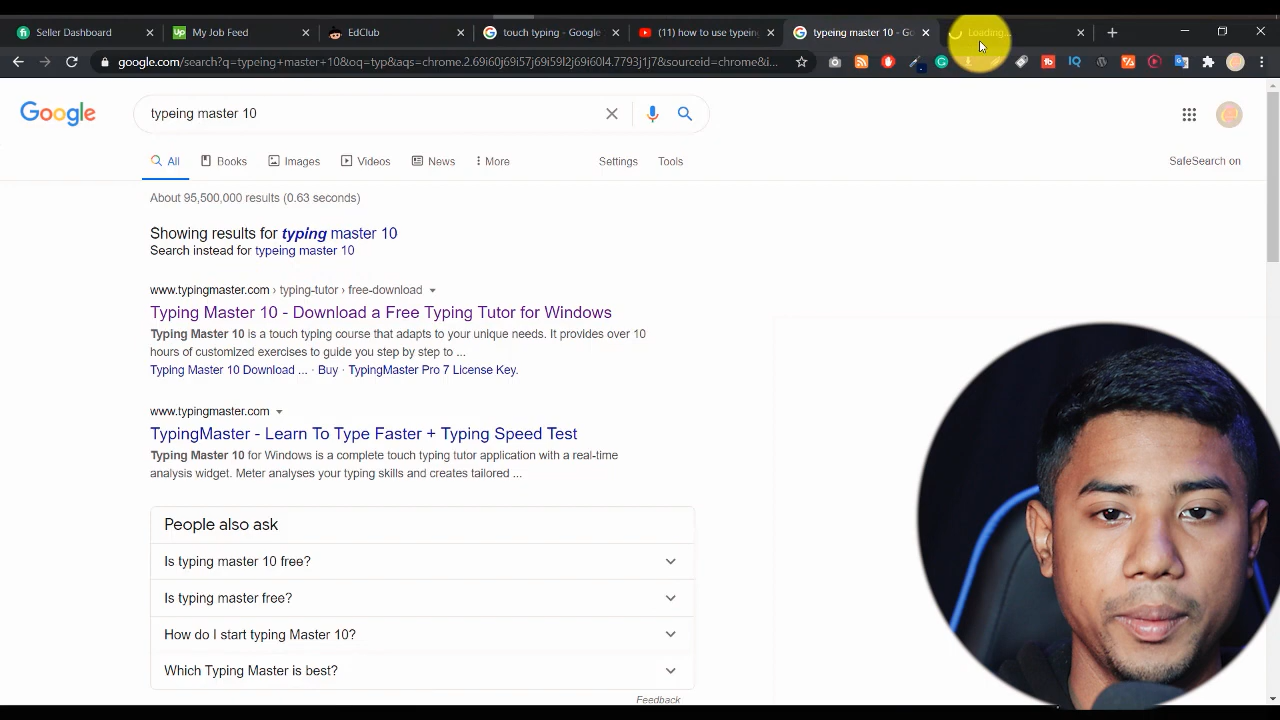 Seller Dashboard
My Job Feed
EdClub
touch typing - Google
(11) how to use typeing
typeing master 10 - Go
Loading...
google.com/search?q=typeing+master+10&oq=typ&aqs=chrome.2.69i60j69i57j69i59l2j69i60l4.7793j1j7&sourceid=chrome&i...
Google
typeing master 10
All
Books
Images
Videos
News
More
Settings
Tools
SafeSearch on
About 95,500,000 results (0.63 seconds)
Showing results for typing master 10
Search instead for typeing master 10
www.typingmaster.com › typing-tutor › free-download
Typing Master 10 - Download a Free Typing Tutor for Windows
Typing Master 10 is a touch typing course that adapts to your unique needs. It provides over 10
hours of customized exercises to guide you step by step to ...
Typing Master 10 Download ... · Buy · TypingMaster Pro 7 License Key.
www.typingmaster.com
TypingMaster - Learn To Type Faster + Typing Speed Test
Typing Master 10 for Windows is a complete touch typing tutor application with a real-time
analysis widget. Meter analyses your typing skills and creates tailored ...
People also ask
Is typing master 10 free?
Is typing master free?
How do I start typing Master 10?
Which Typing Master is best?
Feedback